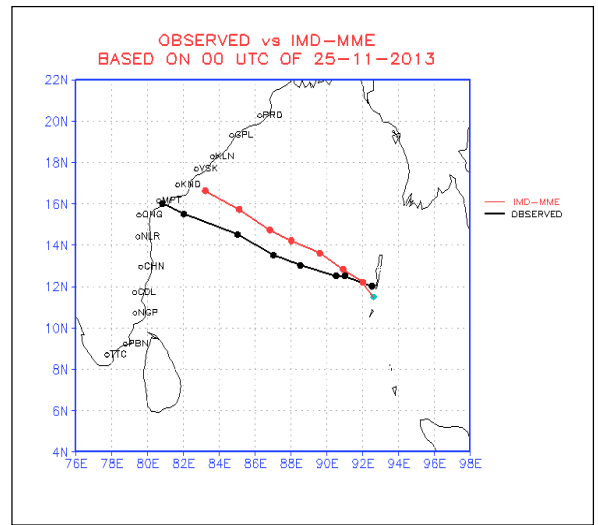 OBSERVED vs IMD-MME
BASED ON 00 UTC OF 25-11-2013
22N
20N
18N
16N
14N
12N
10N
8N
6N
4N
76E 78E 80E 82E 84E 86E 88E 90E 92E 94E 96E 98E
PRD
GPL
KLN
VSK
KND
MPT
ONG
NLR
CHN
CDL
NGP
PBN
TTC
IMD-MME
OBSERVED